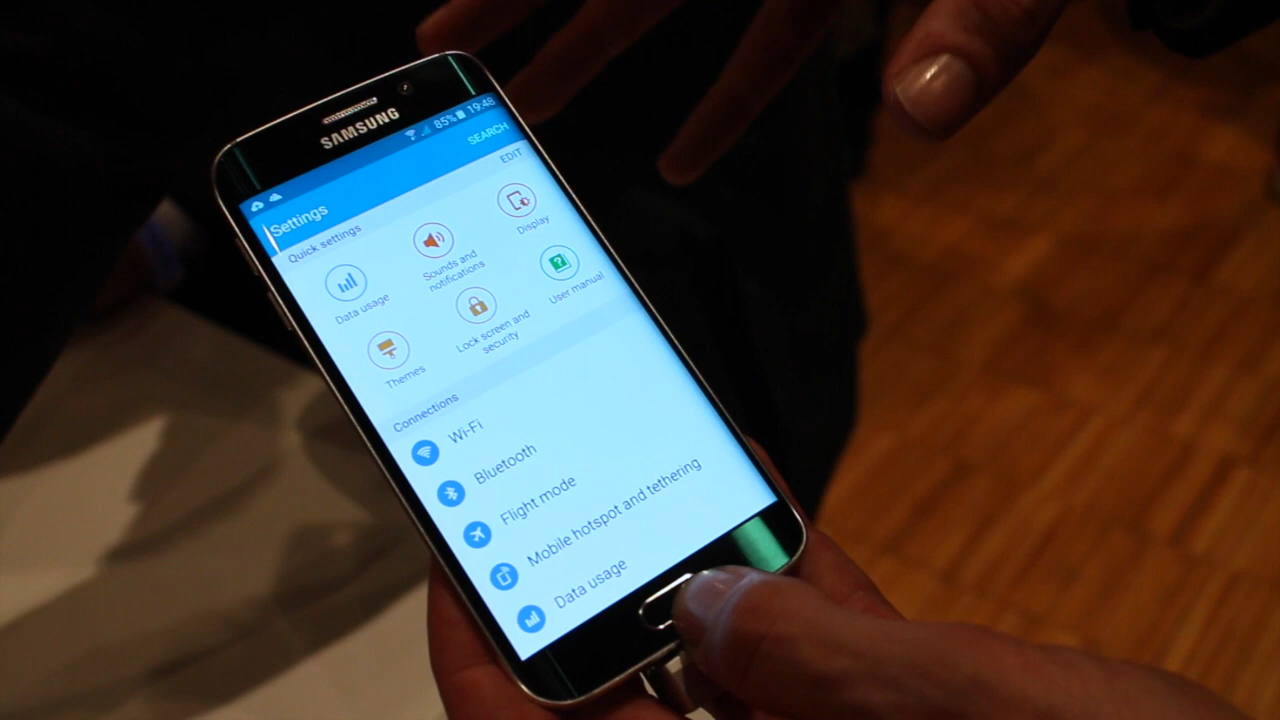 SAMSUNG
85% 19:48
Settings
SEARCH
Quick settings
EDIT
Data usage
Sounds and
notifications
Display
Themes
Lock screen and
security
User manual
Connections
Wi-Fi
Bluetooth
Flight mode
Mobile hotspot and tethering
Data usage